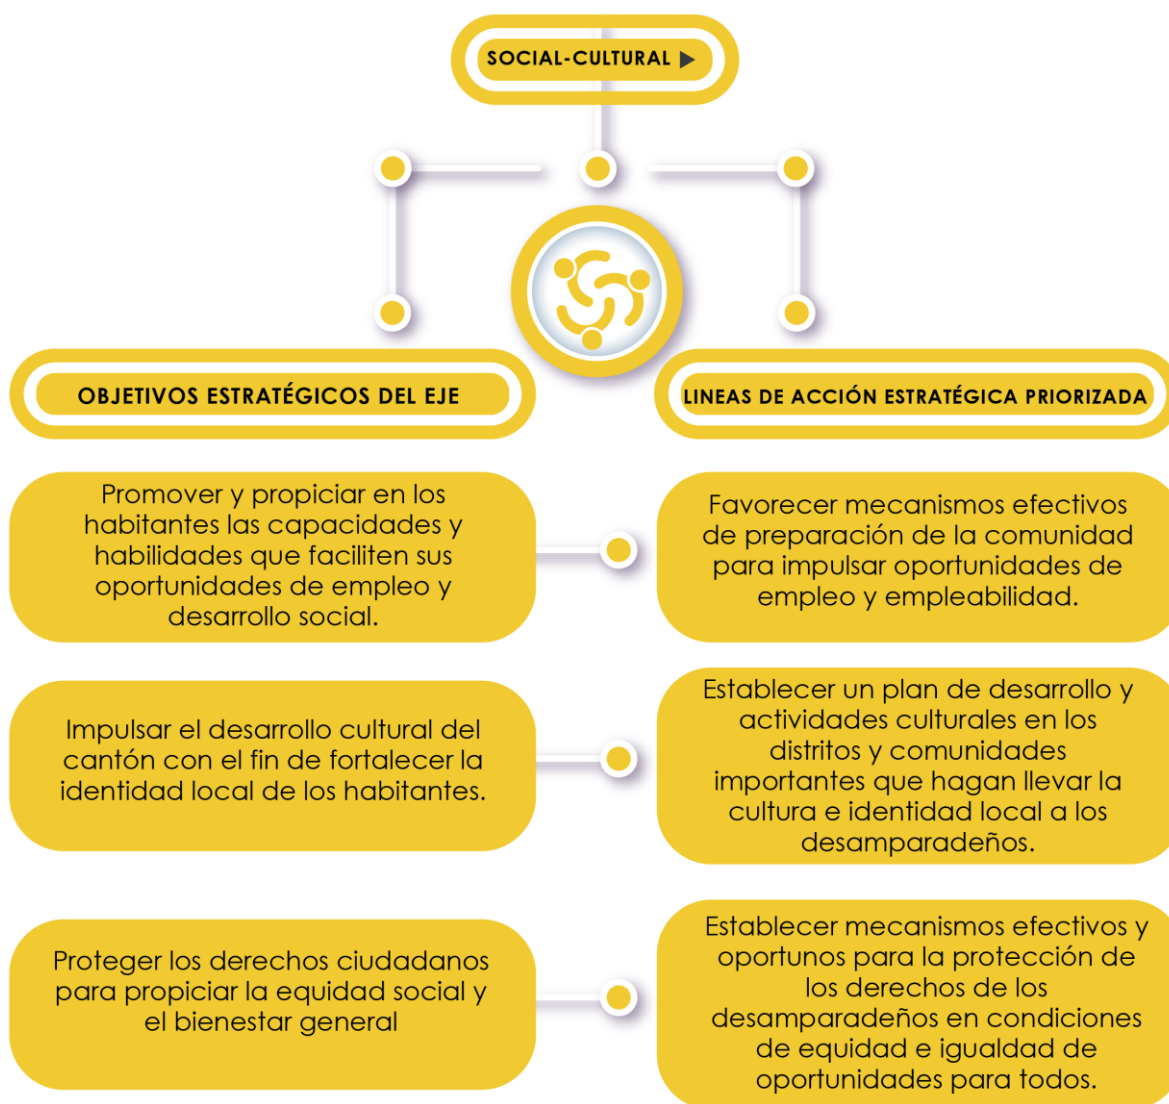 SOCIAL-CULTURAL
OBJETIVOS ESTRATÉGICOS DEL EJE
LINEAS DE ACCIÓN ESTRATÉGICA PRIORIZADA
Promover y propiciar en los
habitantes las capacidades y
habilidades que faciliten sus
oportunidades de empleo y
desarrollo social.
Favorecer mecanismos efectivos
de preparación de la comunidad
para impulsar oportunidades de
empleo y empleabilidad.
Impulsar el desarrollo cultural del
cantón con el fin de fortalecer la
identidad local de los habitantes.
Establecer un plan de desarrollo y
actividades culturales en los
distritos y comunidades
importantes que hagan llevar la
cultura e identidad local a los
desamparadeños.
Proteger los derechos ciudadanos
para propiciar la equidad social y
el bienestar general
Establecer mecanismos efectivos y
oportunos para la protección de
los derechos de los
desamparadeños en condiciones
de equidad e igualdad de
oportunidades para todos.